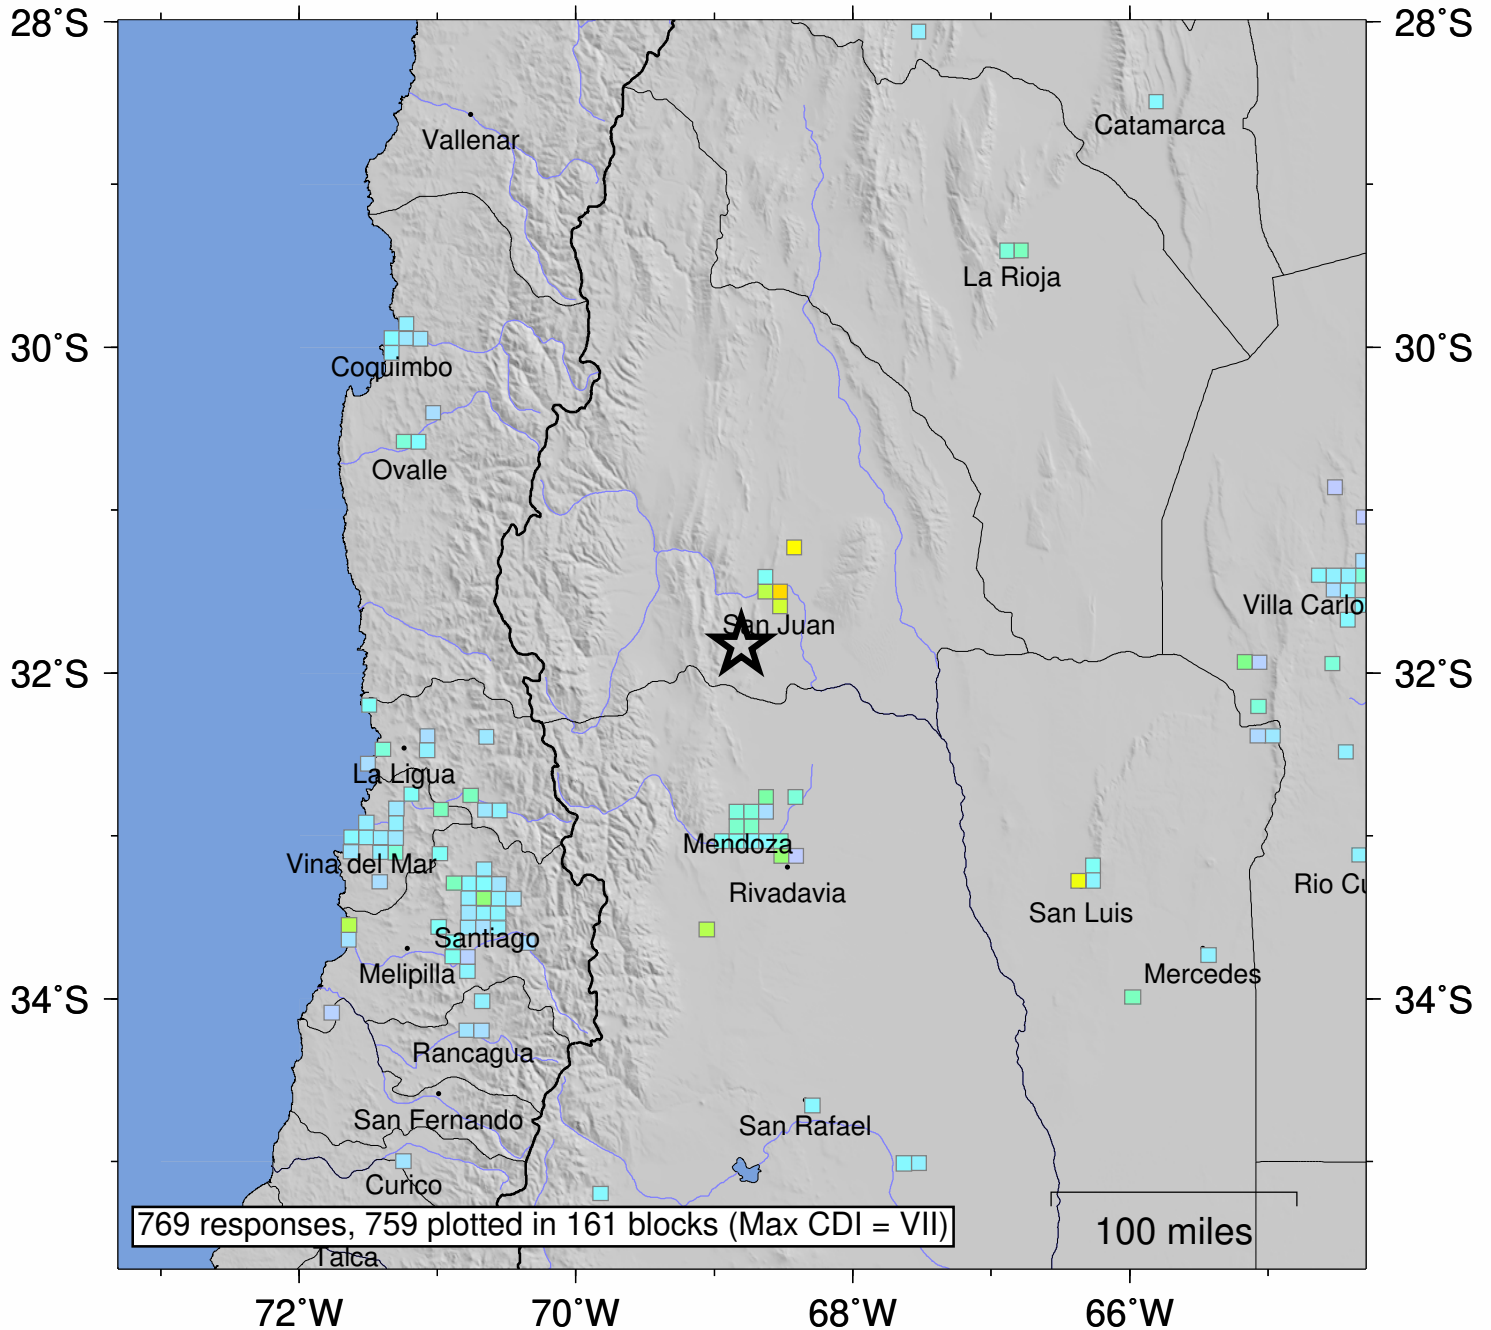 28°S
28°S
Catamarca
Vallenar
La Rioja
30°S
30°S
Coquimbo
Ovalle
Villa Carlo
San Juan
32°S
32°S
La Ligua
Mendoza
Vina del Mar
Rivadavia
Rio Cu
San Luis
Santiago
Melipilla
Mercedes
34°S
34°S
Rancagua
San Fernando
San Rafael
Curico
769 responses, 759 plotted in 161 blocks (Max CDI = VII)
100 miles
Talca
72°W
70°W
68°W
66°W